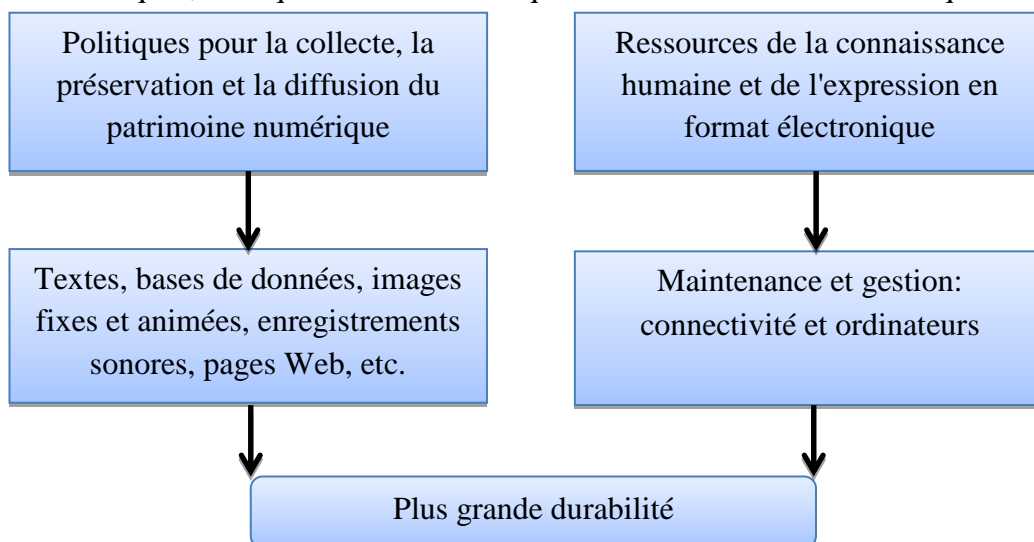 Politiques pour la collecte, la
préservation et la diffusion du
patrimoine numérique
Ressources de la connaissance
humaine et de l'expression en
format électronique
Textes, bases de données, images
fixes et animées, enregistrements
sonores, pages Web, etc.
Maintenance et gestion:
connectivité et ordinateurs
Plus grande durabilité